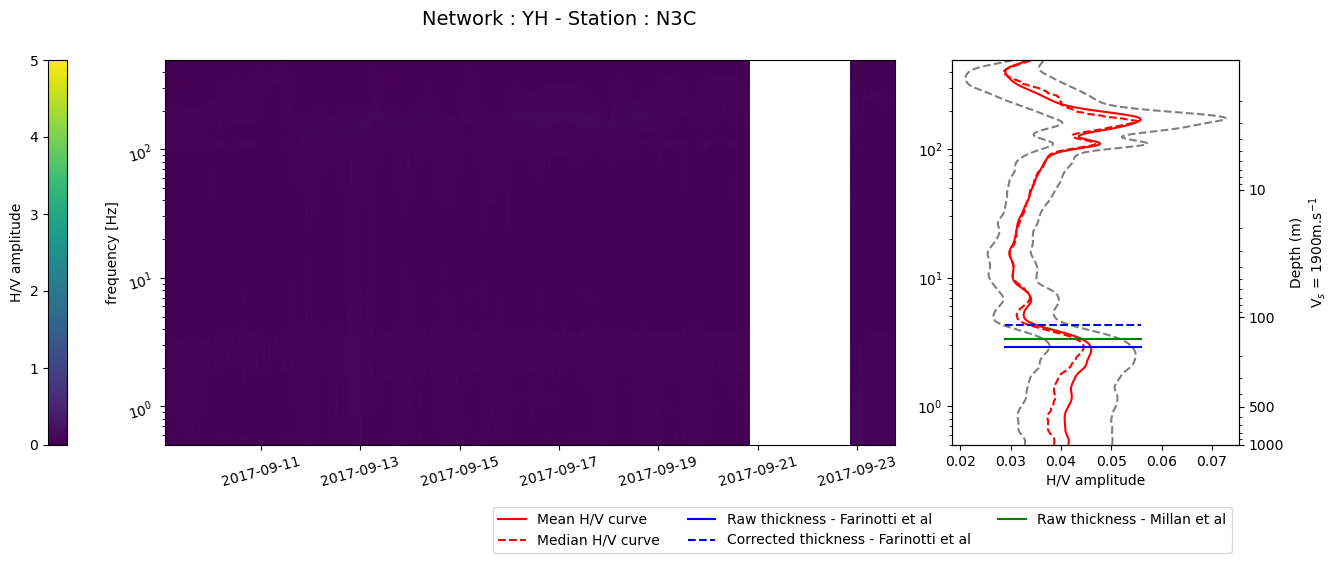 Network : YH - Station : N3C
5
4
3
2
1
0
H/V amplitude
10²
10¹
10⁰
frequency [Hz]
2017-09-11
2017-09-13
2017-09-15
2017-09-17
2017-09-19
2017-09-21
2017-09-23
10²
10¹
10⁰
0.02
0.03
0.04
0.05
0.06
0.07
H/V amplitude
10
100
500
1000
Depth (m)
Vₛ = 1900m.s⁻¹
Mean H/V curve
Median H/V curve
Raw thickness - Farinotti et al
Corrected thickness - Farinotti et al
Raw thickness - Millan et al